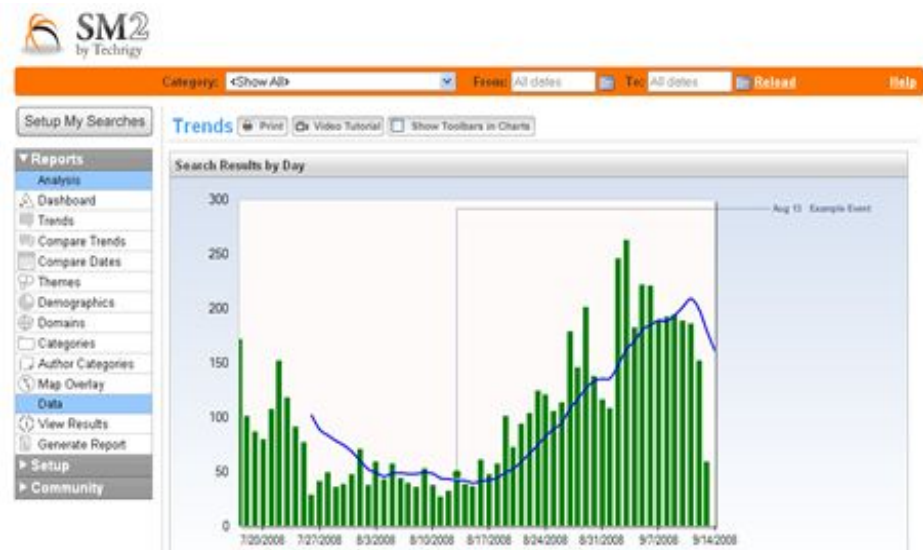 SM2
by Techrigy
Category: <Show All> From: All dates To: All dates Reload Help
Setup My Searches
Trends Print Video Tutorial Show Toolbars in Charts
Reports
Analysis
Dashboard
Trends
Compare Trends
Compare Dates
Themes
Demographics
Domains
Categories
Author Categories
Map Overlay
Data
View Results
Generate Report
Setup
Community
Search Results by Day
300
250
200
150
100
50
0
7/20/2008 7/27/2008 8/3/2008 8/10/2008 8/17/2008 8/24/2008 8/31/2008 9/7/2008 9/14/2008
Aug 13 Example Event